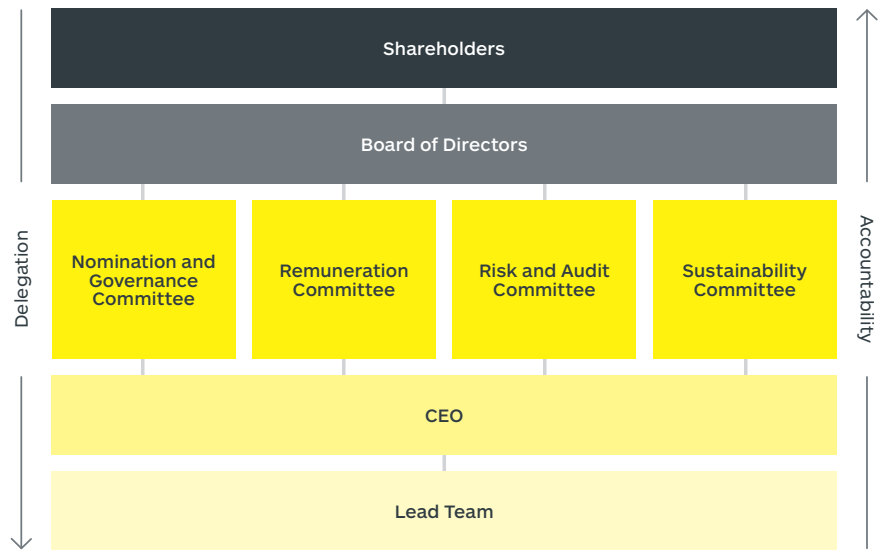 Shareholders
Board of Directors
Delegation
Nomination and
Governance
Committee
Remuneration
Committee
Risk and Audit
Committee
Sustainability
Committee
Accountability
CEO
Lead Team